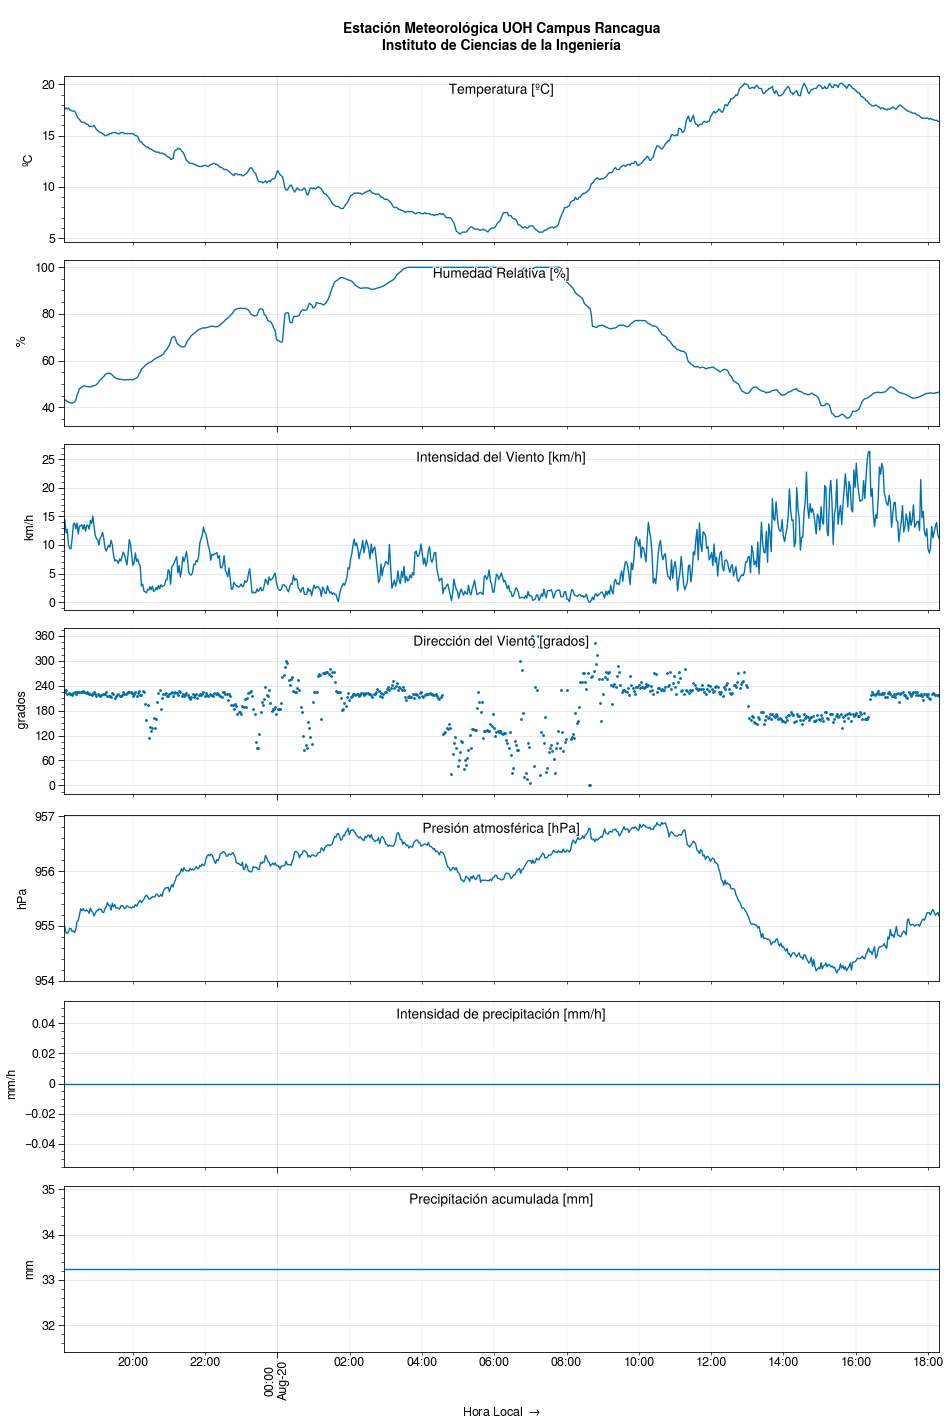 Estación Meteorológica UOH Campus Rancagua
Instituto de Ciencias de la Ingeniería
Temperatura [ºC]
20
15
10
5
ºC
Humedad Relativa [%]
100
80
60
40
%
Intensidad del Viento [km/h]
25
20
15
10
5
0
km/h
Dirección del Viento [grados]
360
300
240
180
120
60
0
grados
Presión atmosférica [hPa]
957
956
955
954
hPa
Intensidad de precipitación [mm/h]
0.04
0.02
0
−0.02
−0.04
mm/h
Precipitación acumulada [mm]
35
34
33
32
mm
20:00 22:00 00:00 02:00 04:00 06:00 08:00 10:00 12:00 14:00 16:00 18:00
Aug-20
Hora Local →